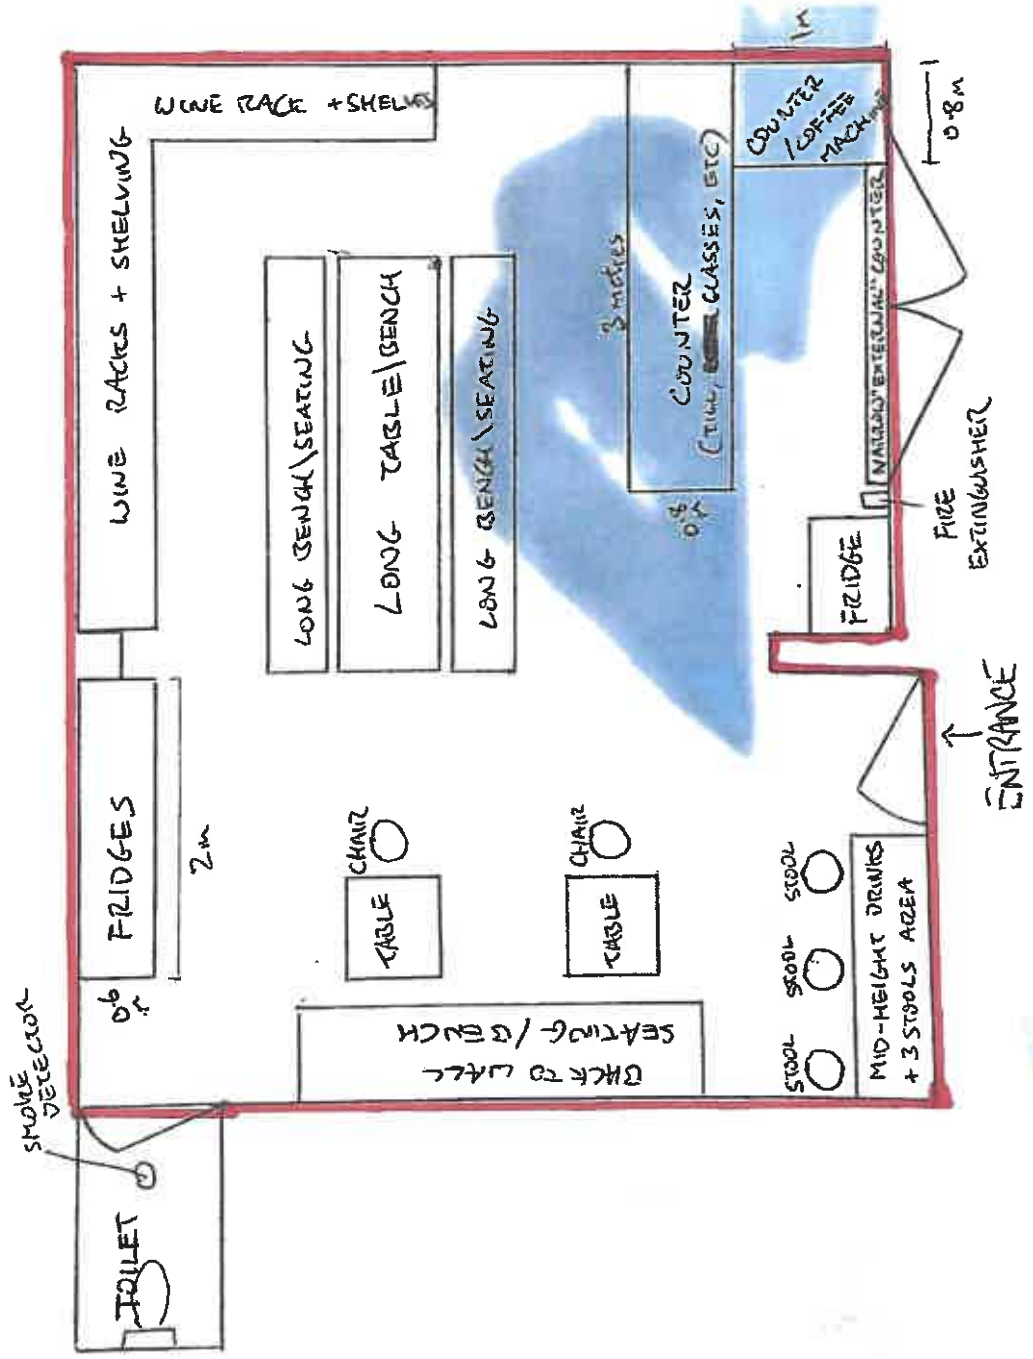 SMOKE
DETECTOR
TOILET
0.6
m
FRIDGES
2m
WINE RACKS + SHELVING
WINE RACK + SHELVES
LONG BENCH/SEATING
LONG TABLE/BENCH
LONG BENCH/SEATING
CHAIR
TABLE
CHAIR
TABLE
BACK TO WALL
SEATING/BENCH
STOOL
STOOL
STOOL
MID-HEIGHT DRINKS
+ 3 STOOLS AREA
3 metres
0.8
m
COUNTER
(TILL, GLASSES, ETC)
COUNTER
/COFFEE
MACHINE
1m
0.8m
NARROW "EXTERNAL" COUNTER
FRIDGE
FIRE
EXTINGUISHER
ENTRANCE